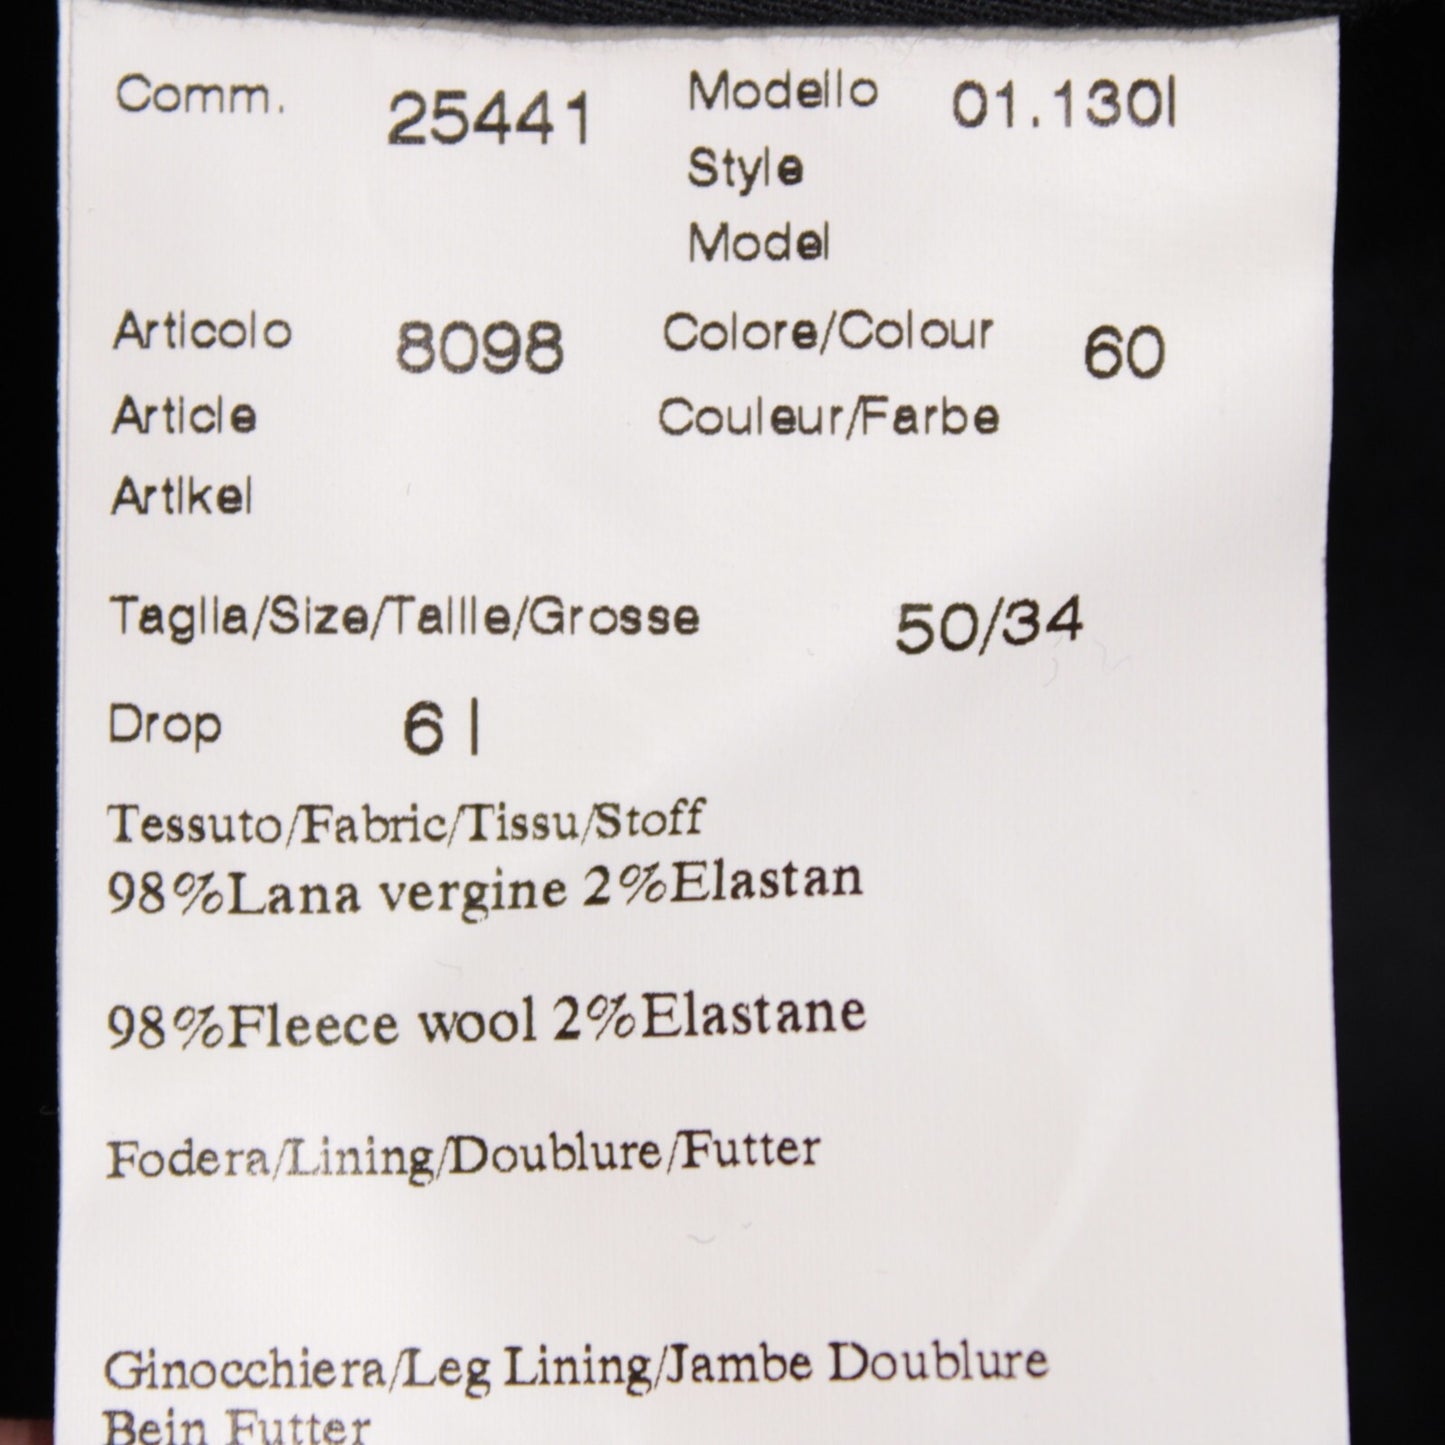 Comm. 25441 Modello 01.130I
Style
Model
Articolo 8098 Colore/Colour 60
Article Couleur/Farbe
Artikel
Taglia/Size/Taille/Grosse 50/34
Drop 6 I
Tessuto/Fabric/Tissu/Stoff
98%Lana vergine 2%Elastan
98%Fleece wool 2%Elastane
Fodera/Lining/Doublure/Futter
Ginocchiera/Leg Lining/Jambe Doublure
Bein Futter